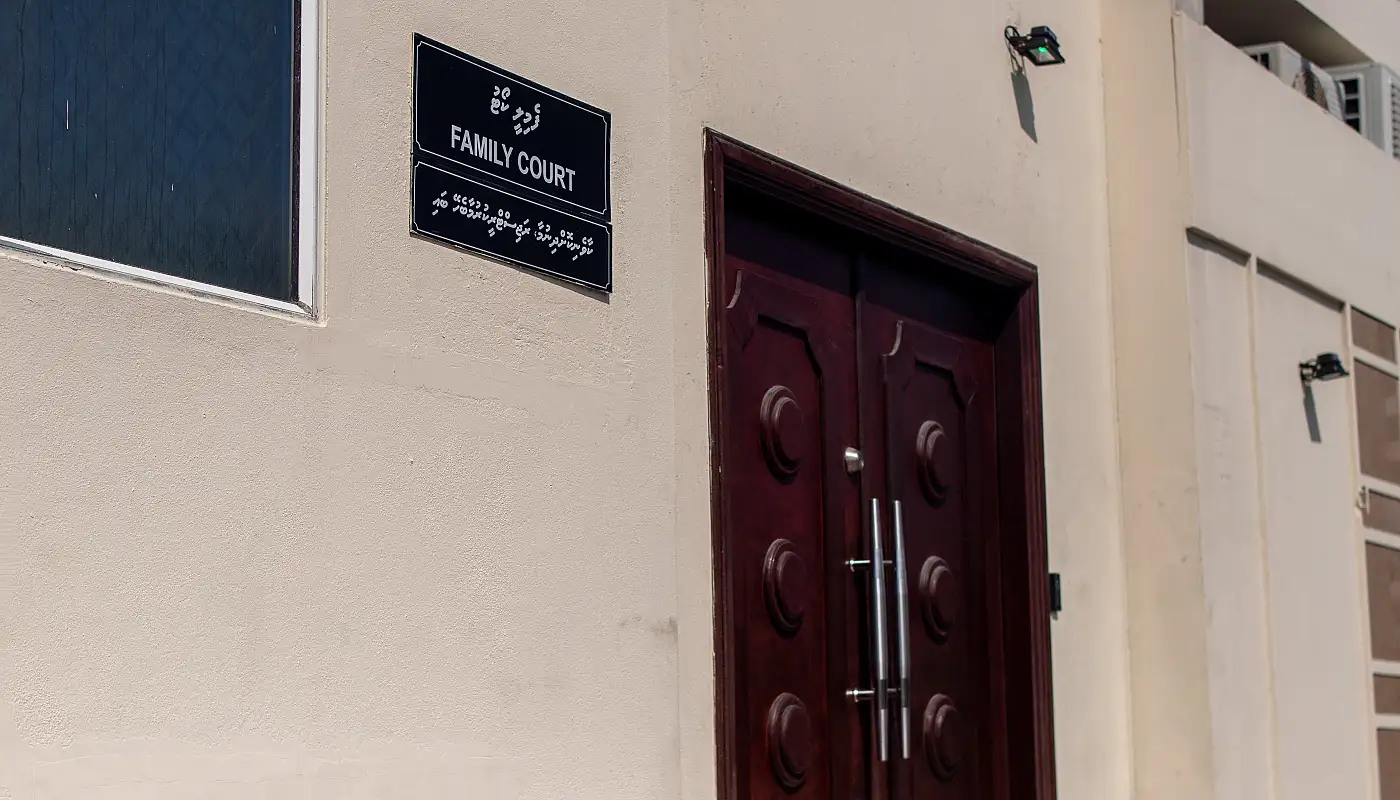 ފެމިލީ ކޯޓު
FAMILY COURT
ކާވެނިކޮށްދިނުމާ، ރަޖިސްޓްރީކުރުމާބެހޭ ބައި